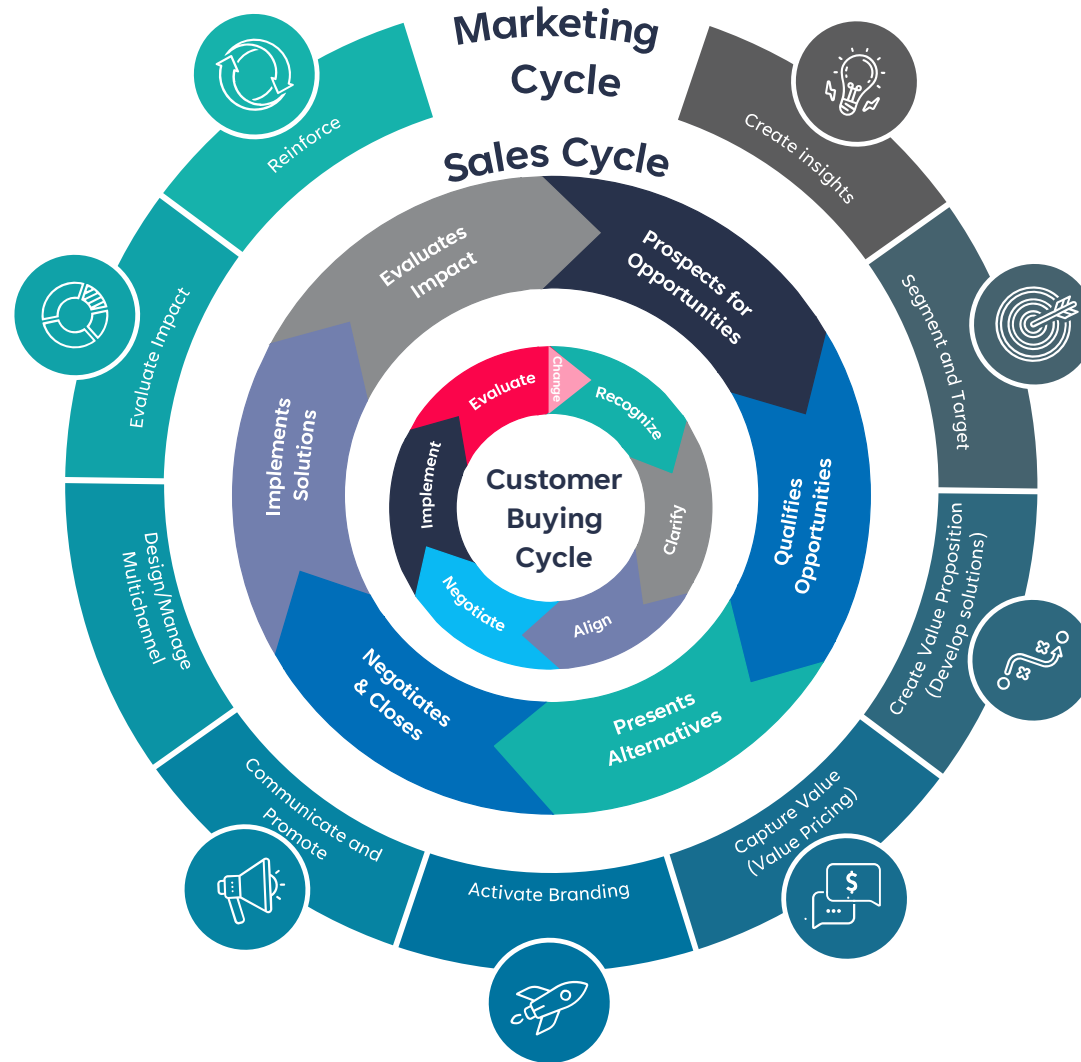 Marketing
Cycle
Sales Cycle
Create insights
Segment and Target
Create Value Proposition
(Develop solutions)
Capture Value
(Value Pricing)
$
Activate Branding
Communicate and
Promote
Design/Manage
Multichannel
Evaluate Impact
Reinforce
Prospects for
Opportunities
Qualifies
Opportunities
Presents
Alternatives
Negotiates
& Closes
Implements
Solutions
Evaluates
Impact
Change
Recognize
Clarify
Align
Negotiate
Implement
Evaluate
Customer
Buying
Cycle